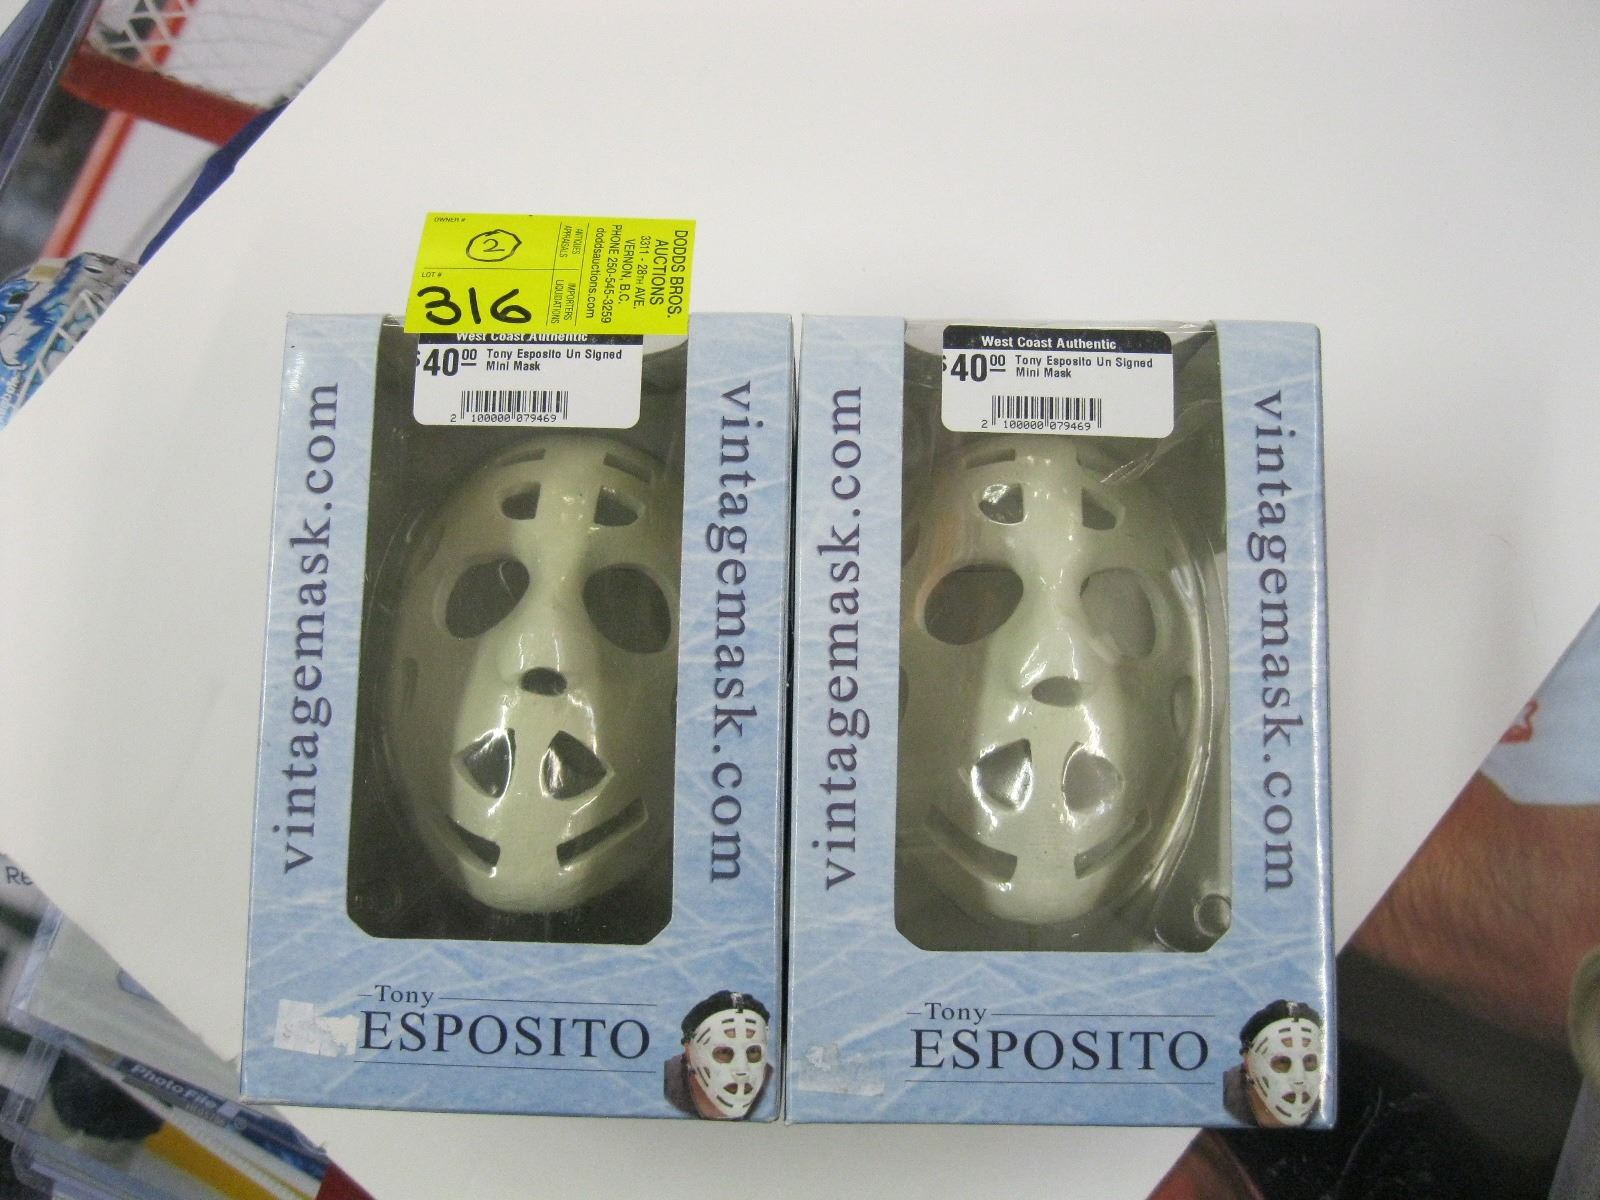 OWNER #
2
LOT #
316
ANTIQUES
APPRAISALS
IMPORTERS
LIQUIDATIONS
DODDS BROS.
AUCTIONS
3311 - 28TH AVE.
VERNON, B.C.
PHONE 250-545-3259
doddsauctions.com
West Coast Authentic
$40.00 Tony Esposito Un Signed
Mini Mask
2 100000 079469
vintagemask.com
vintagemask.com
Tony
ESPOSITO
West Coast Authentic
$40.00 Tony Esposito Un Signed
Mini Mask
2 100000 079469
vintagemask.com
vintagemask.com
Tony
ESPOSITO
Photo File